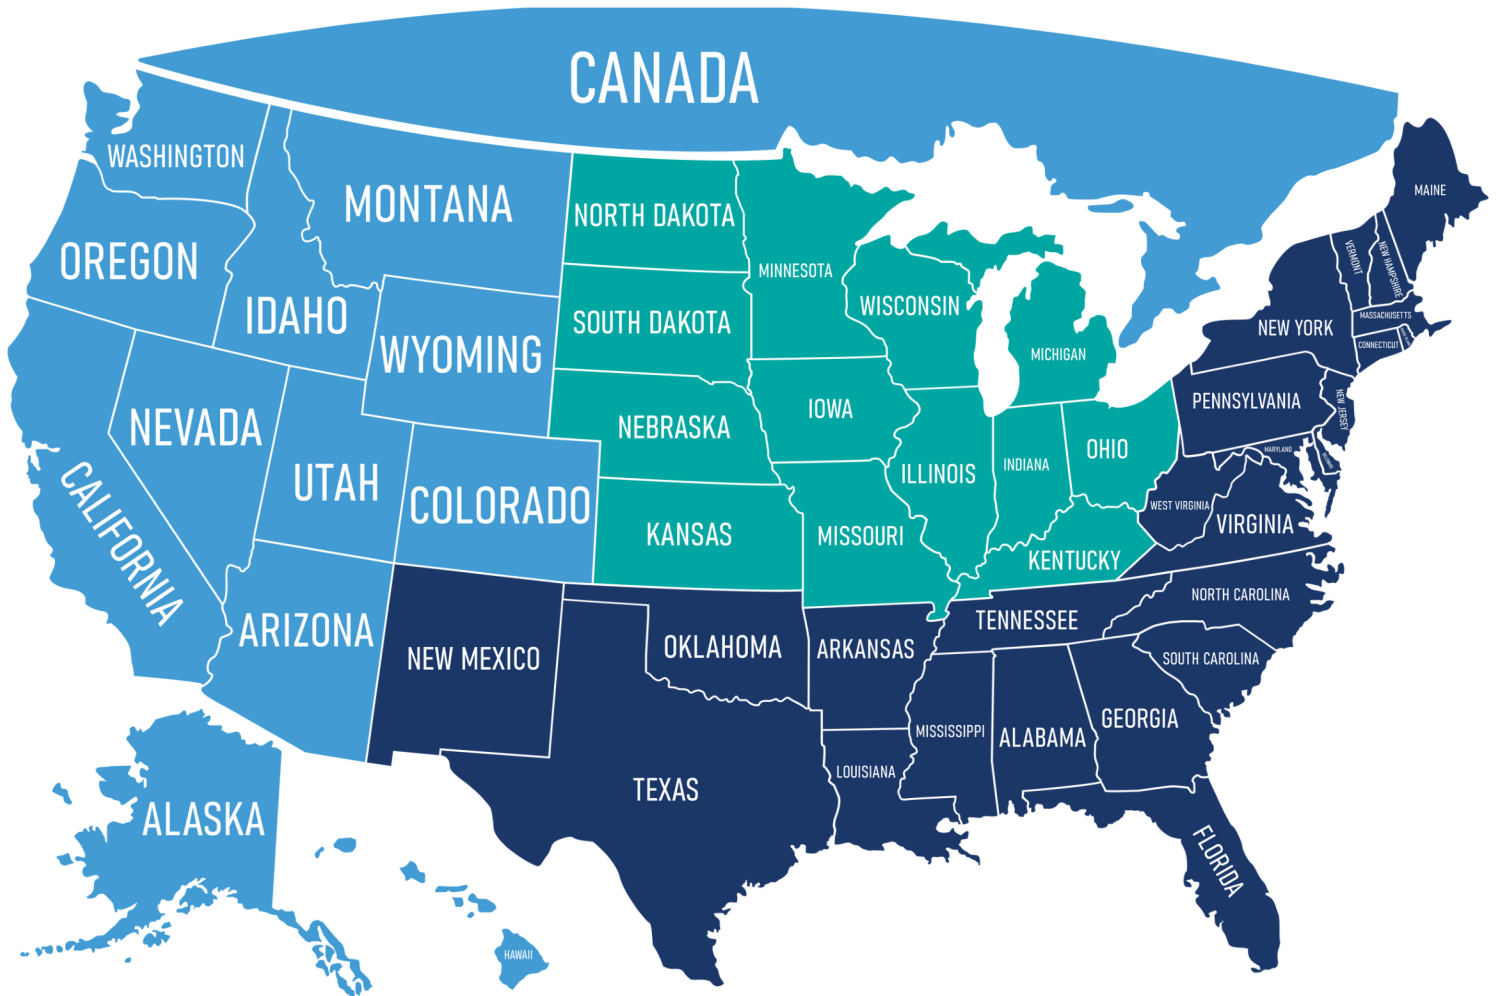 CANADA
WASHINGTON
MONTANA
NORTH DAKOTA
MINNESOTA
MAINE
OREGON
IDAHO
WYOMING
SOUTH DAKOTA
WISCONSIN
MICHIGAN
NEW YORK
VERMONT
NEW HAMPSHIRE
MASSACHUSETTS
CONNECTICUT
NEVADA
UTAH
COLORADO
NEBRASKA
IOWA
ILLINOIS
INDIANA
OHIO
PENNSYLVANIA
NEW JERSEY
MARYLAND
DELAWARE
CALIFORNIA
KANSAS
MISSOURI
KENTUCKY
WEST VIRGINIA
VIRGINIA
ARIZONA
NEW MEXICO
OKLAHOMA
ARKANSAS
TENNESSEE
NORTH CAROLINA
SOUTH CAROLINA
TEXAS
LOUISIANA
MISSISSIPPI
ALABAMA
GEORGIA
FLORIDA
ALASKA
HAWAII